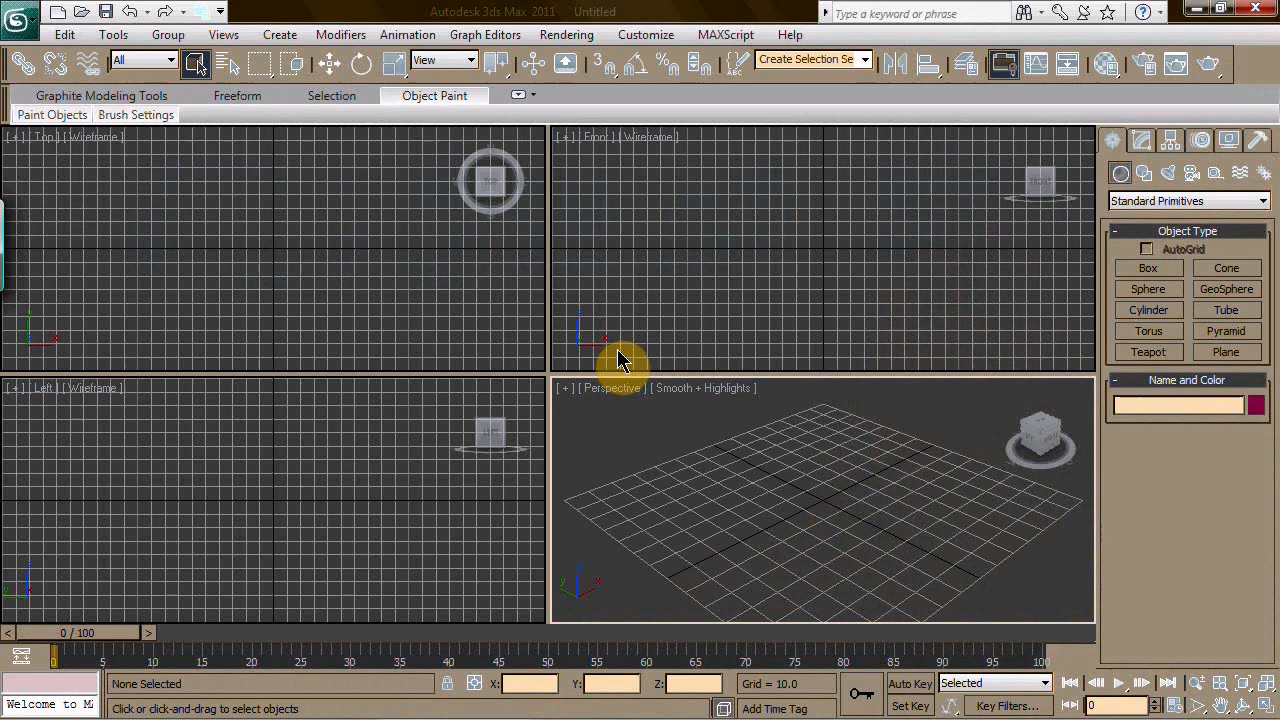 Autodesk 3ds Max 2011 Untitled
Type a keyword or phrase
Edit Tools Group Views Create Modifiers Animation Graph Editors Rendering Customize MAXScript Help
All View Create Selection Se
Graphite Modeling Tools Freeform Selection Object Paint
Paint Objects Brush Settings
[ + ] [ Top ] [ Wireframe ]
TOP
[ + ] [ Front ] [ Wireframe ]
FRONT
Standard Primitives
Object Type
AutoGrid
Box Cone
Sphere GeoSphere
Cylinder Tube
Torus Pyramid
Teapot Plane
Name and Color
[ + ] [ Left ] [ Wireframe ]
LEFT
[ + ] [ Perspective ] [ Smooth + Highlights ]
< 0 / 100 >
0 5 10 15 20 25 30 35 40 45 50 55 60 65 70 75 80 85 90 95 100
None Selected X: Y: Z: Grid = 10.0 Auto Key Selected
Welcome to M Click or click-and-drag to select objects Add Time Tag Set Key Key Filters... 0